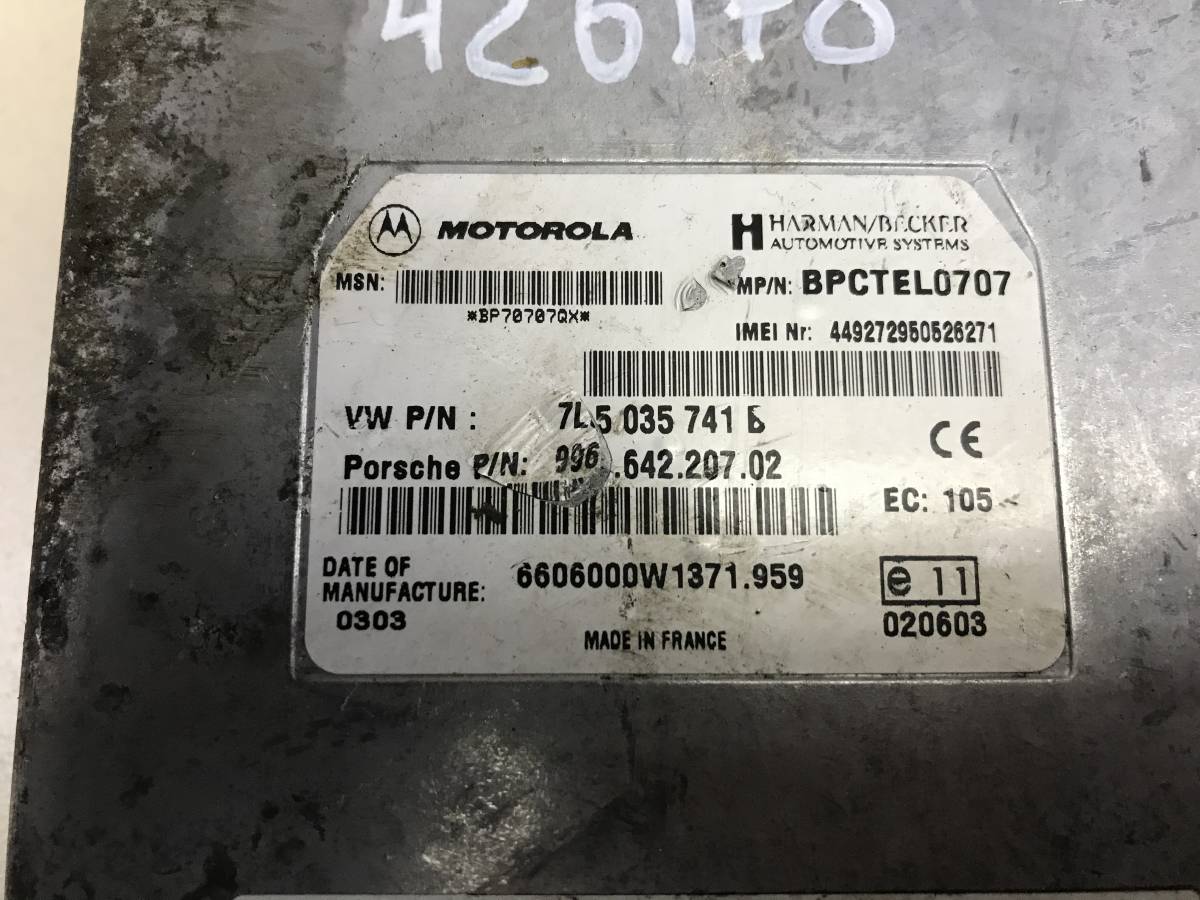 MOTOROLA
HARMAN/BECKER
AUTOMOTIVE SYSTEMS
MSN:
*BP70707QX*
MP/N: BPCTEL0707
IMEI Nr: 449272950526271
VW P/N : 7L5 035 741 B
Porsche P/N: 996.642.207.02
CE
EC: 105
DATE OF
MANUFACTURE:
0303
6606000W1371.959
e 11
020603
MADE IN FRANCE